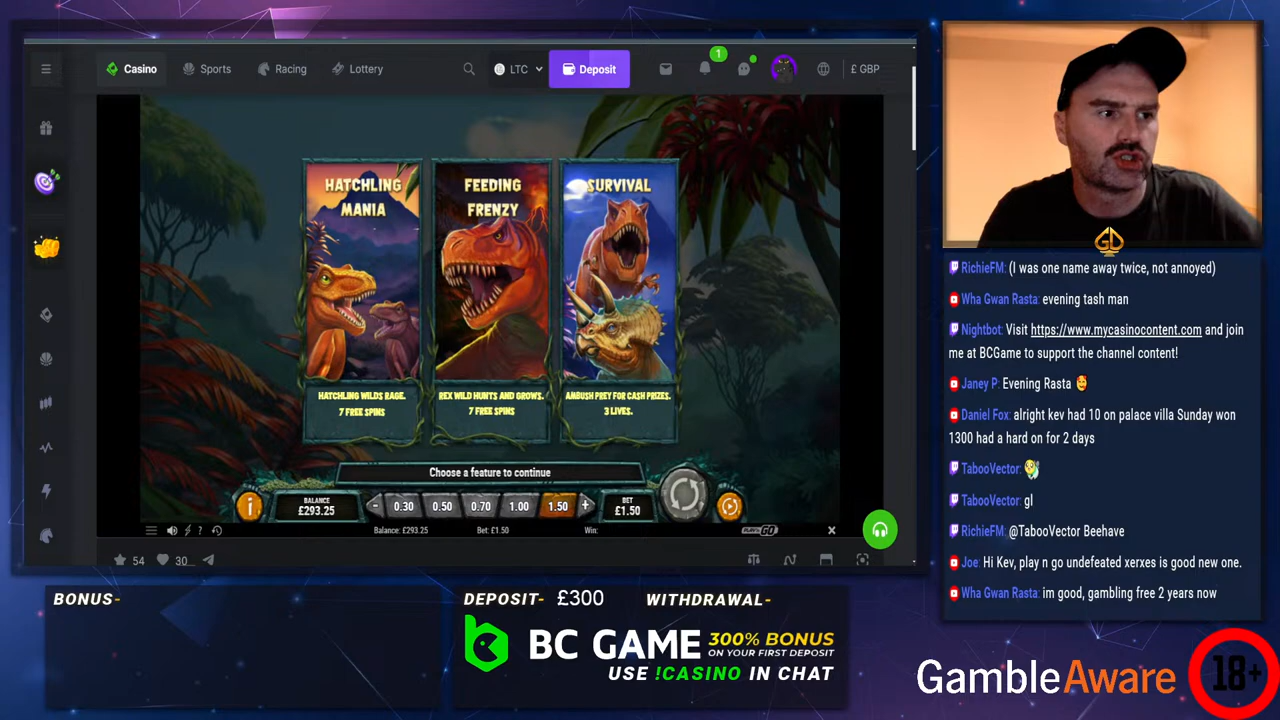 Casino
Sports
Racing
Lottery
LTC
Deposit
1
£ GBP
HATCHLING
MANIA
HATCHLING WILDS RAGE.
7 FREE SPINS
FEEDING
FRENZY
REX WILD HUNTS AND GROWS.
7 FREE SPINS
SURVIVAL
AMBUSH PREY FOR CASH PRIZES.
3 LIVES.
Choose a feature to continue
BALANCE
£293.25
- 0.30 0.50 0.70 1.00 1.50 +
BET
£1.50
Balance: £293.25 Bet: £1.50 Win:
PLAY'n GO
54 30
GD
RichieFM: (I was one name away twice, not annoyed)
Wha Gwan Rasta: evening tash man
Nightbot: Visit https://www.mycasinocontent.com and join
me at BCGame to support the channel content!
Janey P: Evening Rasta 🥰
Daniel Fox: alright kev had 10 on palace villa Sunday won
1300 had a hard on for 2 days
TabooVector:
TabooVector: gl
RichieFM: @TabooVector Beehave
Joe: Hi Kev, play n go undefeated xerxes is good new one.
Wha Gwan Rasta: im good, gambling free 2 years now
BONUS-
DEPOSIT- £300
WITHDRAWAL-
BC GAME
300% BONUS
ON YOUR FIRST DEPOSIT
USE !CASINO IN CHAT
GambleAware
18+